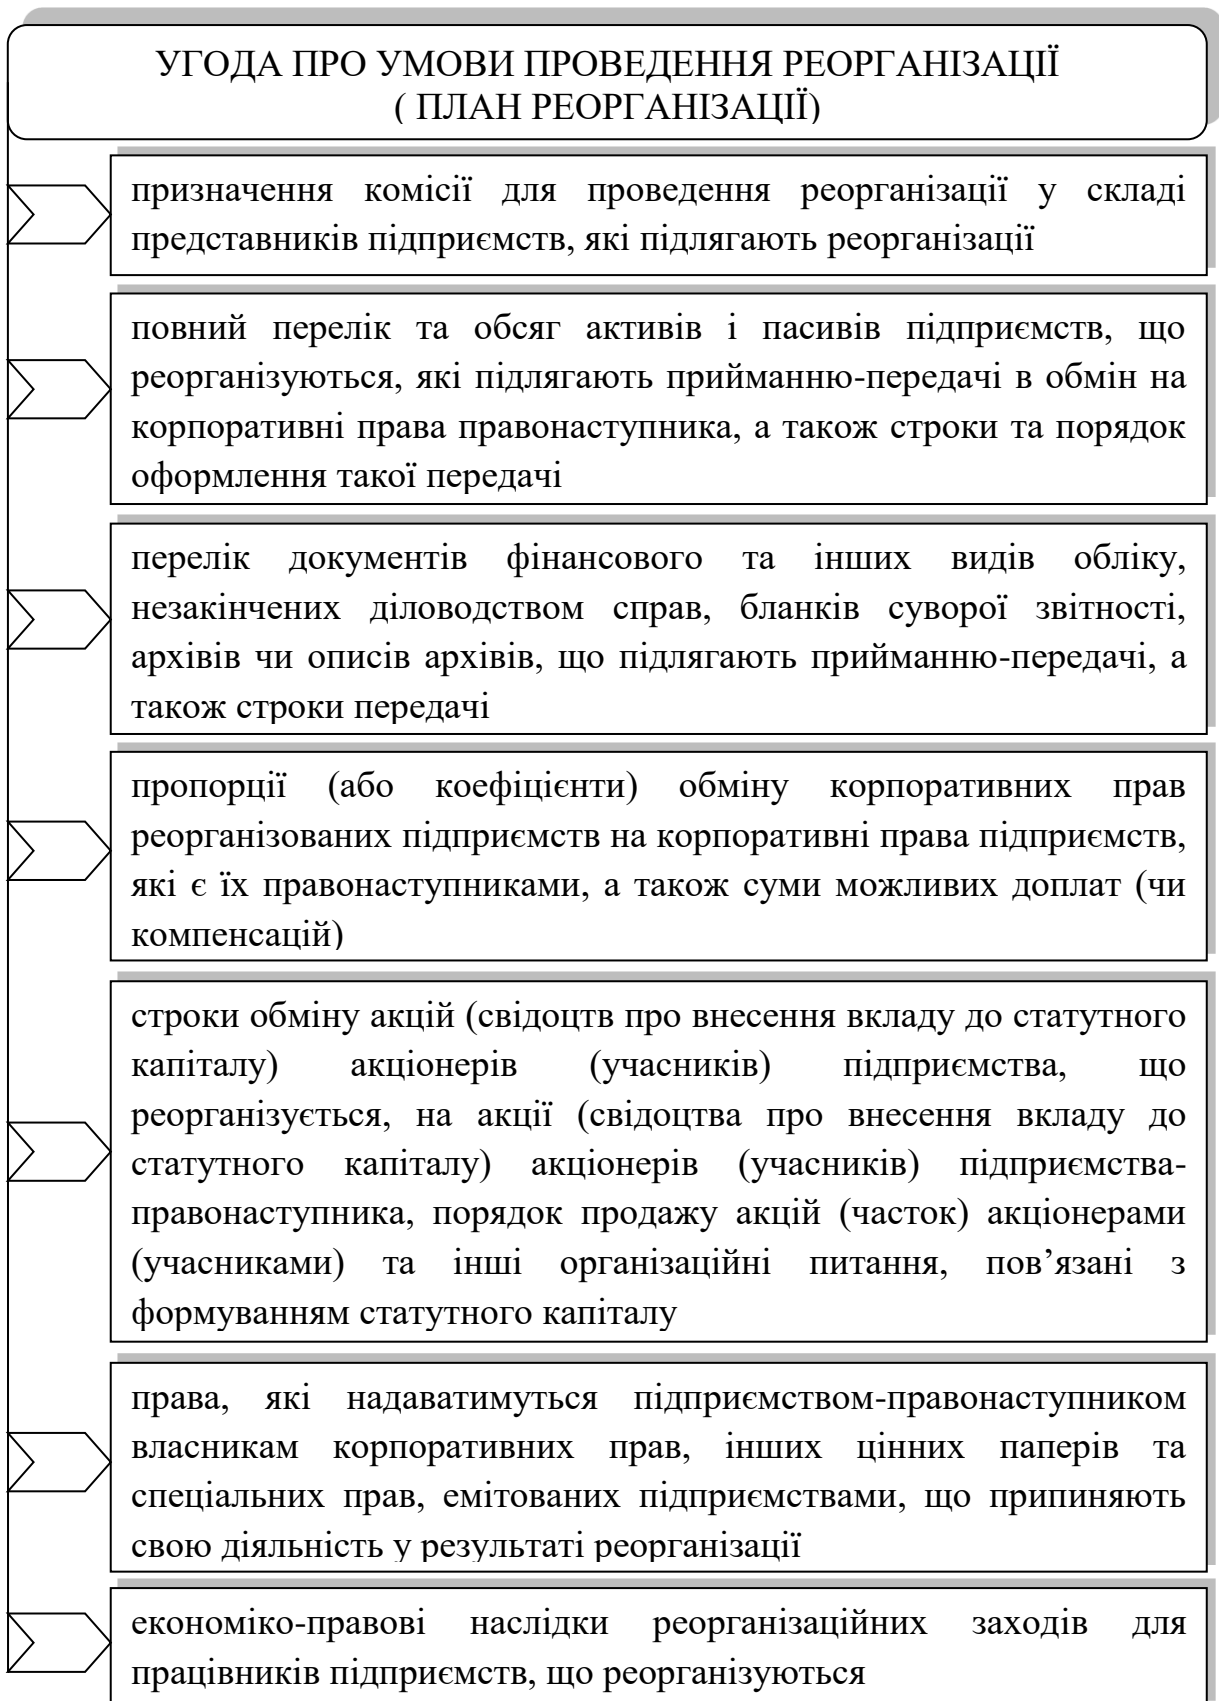 УГОДА ПРО УМОВИ ПРОВЕДЕННЯ РЕОРГАНІЗАЦІЇ
( ПЛАН РЕОРГАНІЗАЦІЇ)
призначення комісії для проведення реорганізації у складі
представників підприємств, які підлягають реорганізації
повний перелік та обсяг активів і пасивів підприємств, що
реорганізуються, які підлягають прийманню-передачі в обмін на
корпоративні права правонаступника, а також строки та порядок
оформлення такої передачі
перелік документів фінансового та інших видів обліку,
незакінчених діловодством справ, бланків суворої звітності,
архівів чи описів архівів, що підлягають прийманню-передачі, а
також строки передачі
пропорції (або коефіцієнти) обміну корпоративних прав
реорганізованих підприємств на корпоративні права підприємств,
які є їх правонаступниками, а також суми можливих доплат (чи
компенсацій)
строки обміну акцій (свідоцтв про внесення вкладу до статутного
капіталу) акціонерів (учасників) підприємства, що
реорганізується, на акції (свідоцтва про внесення вкладу до
статутного капіталу) акціонерів (учасників) підприємства-
правонаступника, порядок продажу акцій (часток) акціонерами
(учасниками) та інші організаційні питання, пов’язані з
формуванням статутного капіталу
права, які надаватимуться підприємством-правонаступником
власникам корпоративних прав, інших цінних паперів та
спеціальних прав, емітованих підприємствами, що припиняють
свою діяльність у результаті реорганізації
економіко-правові наслідки реорганізаційних заходів для
працівників підприємств, що реорганізуються